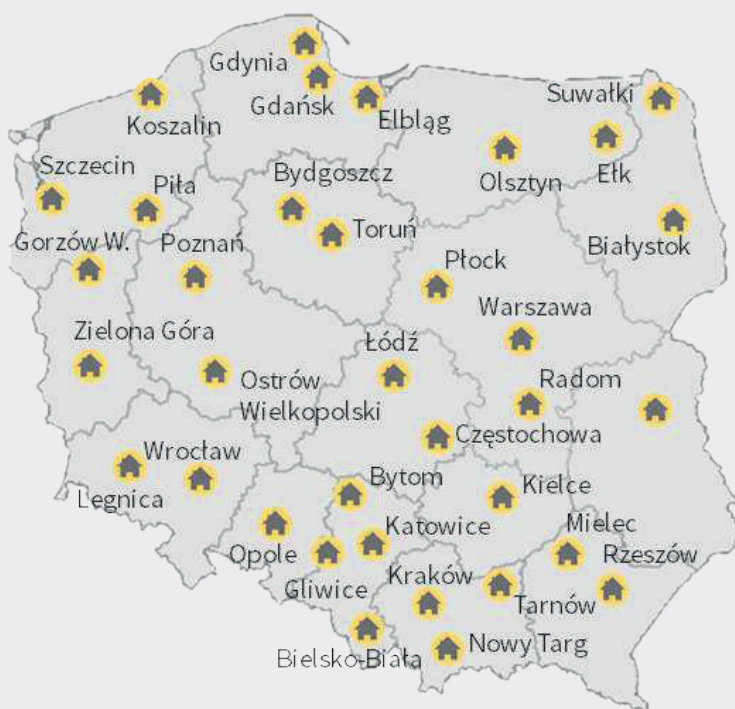 Gdynia
Gdańsk
Suwałki
Koszalin
Elbląg
Szczecin
Piła
Bydgoszcz
Olsztyn
Ełk
Gorzów W.
Poznań
Toruń
Białystok
Płock
Warszawa
Zielona Góra
Łódź
Ostrów
Wielkopolski
Radom
Częstochowa
Wrocław
Legnica
Bytom
Kielce
Katowice
Mielec
Opole
Rzeszów
Gliwice
Kraków
Tarnów
Bielsko-Biała
Nowy Targ